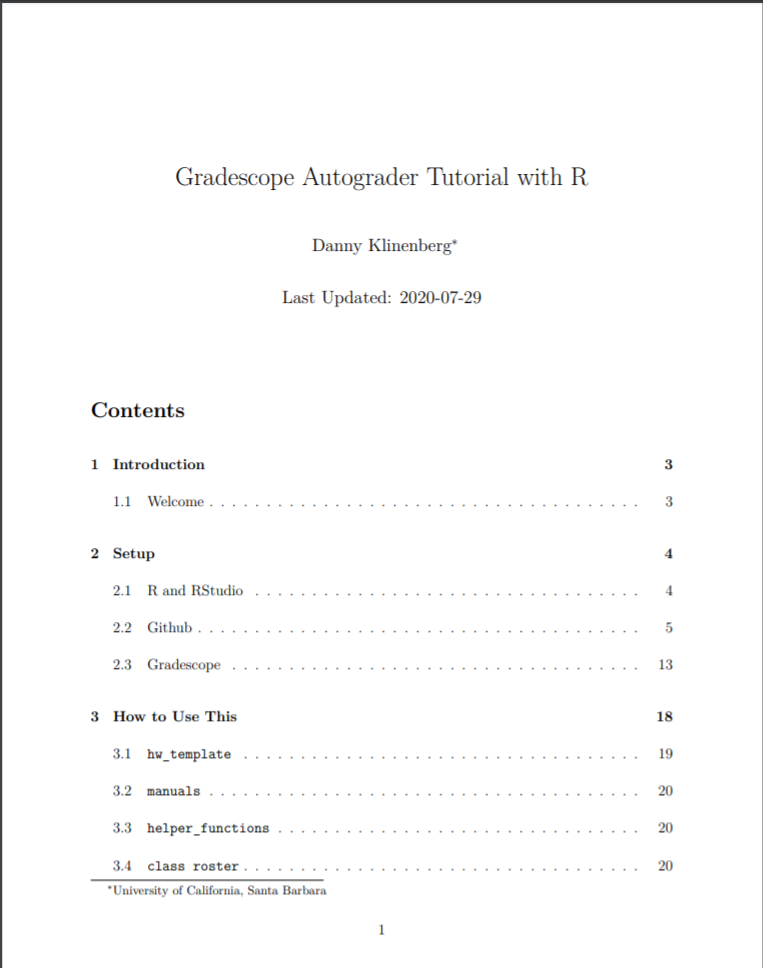 Gradescope Autograder Tutorial with R
Danny Klinenberg*
Last Updated: 2020-07-29
Contents
1 Introduction 3
1.1 Welcome . . . . . . . . . . . . . . . . . . . . . . . . . . . . . . . . . . . . . . 3
2 Setup 4
2.1 R and RStudio . . . . . . . . . . . . . . . . . . . . . . . . . . . . . . . . . . 4
2.2 Github . . . . . . . . . . . . . . . . . . . . . . . . . . . . . . . . . . . . . . . 5
2.3 Gradescope . . . . . . . . . . . . . . . . . . . . . . . . . . . . . . . . . . . . 13
3 How to Use This 18
3.1 hw_template . . . . . . . . . . . . . . . . . . . . . . . . . . . . . . . . . . . 19
3.2 manuals . . . . . . . . . . . . . . . . . . . . . . . . . . . . . . . . . . . . . . 20
3.3 helper_functions . . . . . . . . . . . . . . . . . . . . . . . . . . . . . . . . 20
3.4 class roster . . . . . . . . . . . . . . . . . . . . . . . . . . . . . . . . . . . 20
*University of California, Santa Barbara
1